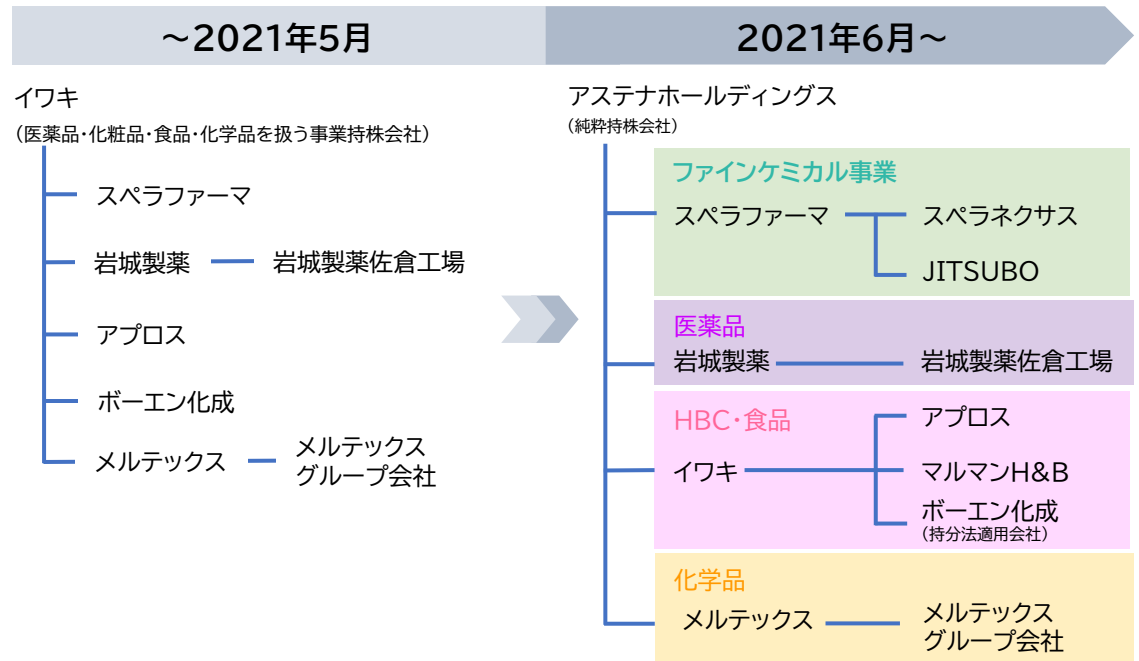 ～2021年5月
2021年6月～
イワキ
（医薬品・化粧品・食品・化学品を扱う事業持株会社）
スペラファーマ
岩城製薬
岩城製薬佐倉工場
アプロス
ボーエン化成
メルテックス
メルテックス
グループ会社
アステナホールディングス
（純粋持株会社）
ファインケミカル事業
スペラファーマ
スペラネクサス
JITSUBO
医薬品
岩城製薬
岩城製薬佐倉工場
HBC・食品
アプロス
イワキ
マルマンH&B
ボーエン化成
（持分法適用会社）
化学品
メルテックス
メルテックス
グループ会社